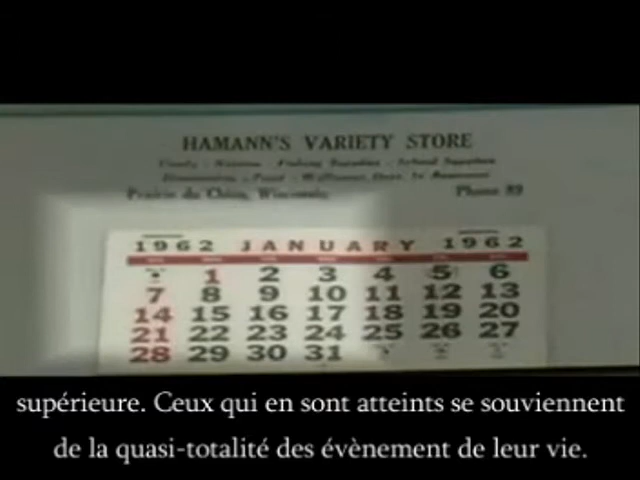 HAMANN'S VARIETY STORE
Prairie du Chien, Wisconsin Phone 89
1962 JANUARY 1962
1 2 3 4 5 6
7 8 9 10 11 12 13
14 15 16 17 18 19 20
21 22 23 24 25 26 27
28 29 30 31
supérieure. Ceux qui en sont atteints se souviennent
de la quasi-totalité des évènement de leur vie.